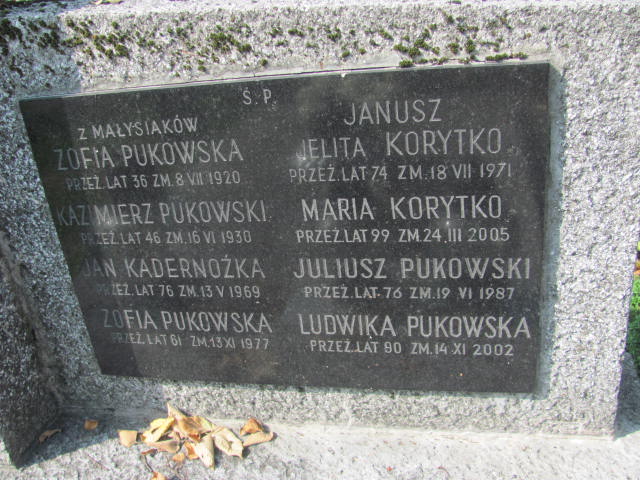 Ś. P.
Z MAŁYSIAKÓW
ZOFIA PUKOWSKA
PRZEŻ. LAT 36 ZM. 8 VII 1920
KAZIMIERZ PUKOWSKI
PRZEŻ. LAT 46 ZM. 16 VI 1930
JAN KADERNOŻKA
PRZEŻ. LAT 76 ZM. 13 V 1969
ZOFIA PUKOWSKA
PRZEŻ. LAT 61 ZM. 13 XI 1977
JANUSZ
JELITA KORYTKO
PRZEŻ. LAT 74 ZM. 18 VII 1971
MARIA KORYTKO
PRZEŻ. LAT 99 ZM. 24. III 2005
JULIUSZ PUKOWSKI
PRZEŻ. LAT 76 ZM. 19 VI 1987
LUDWIKA PUKOWSKA
PRZEŻ. LAT 90 ZM. 14 XI 2002